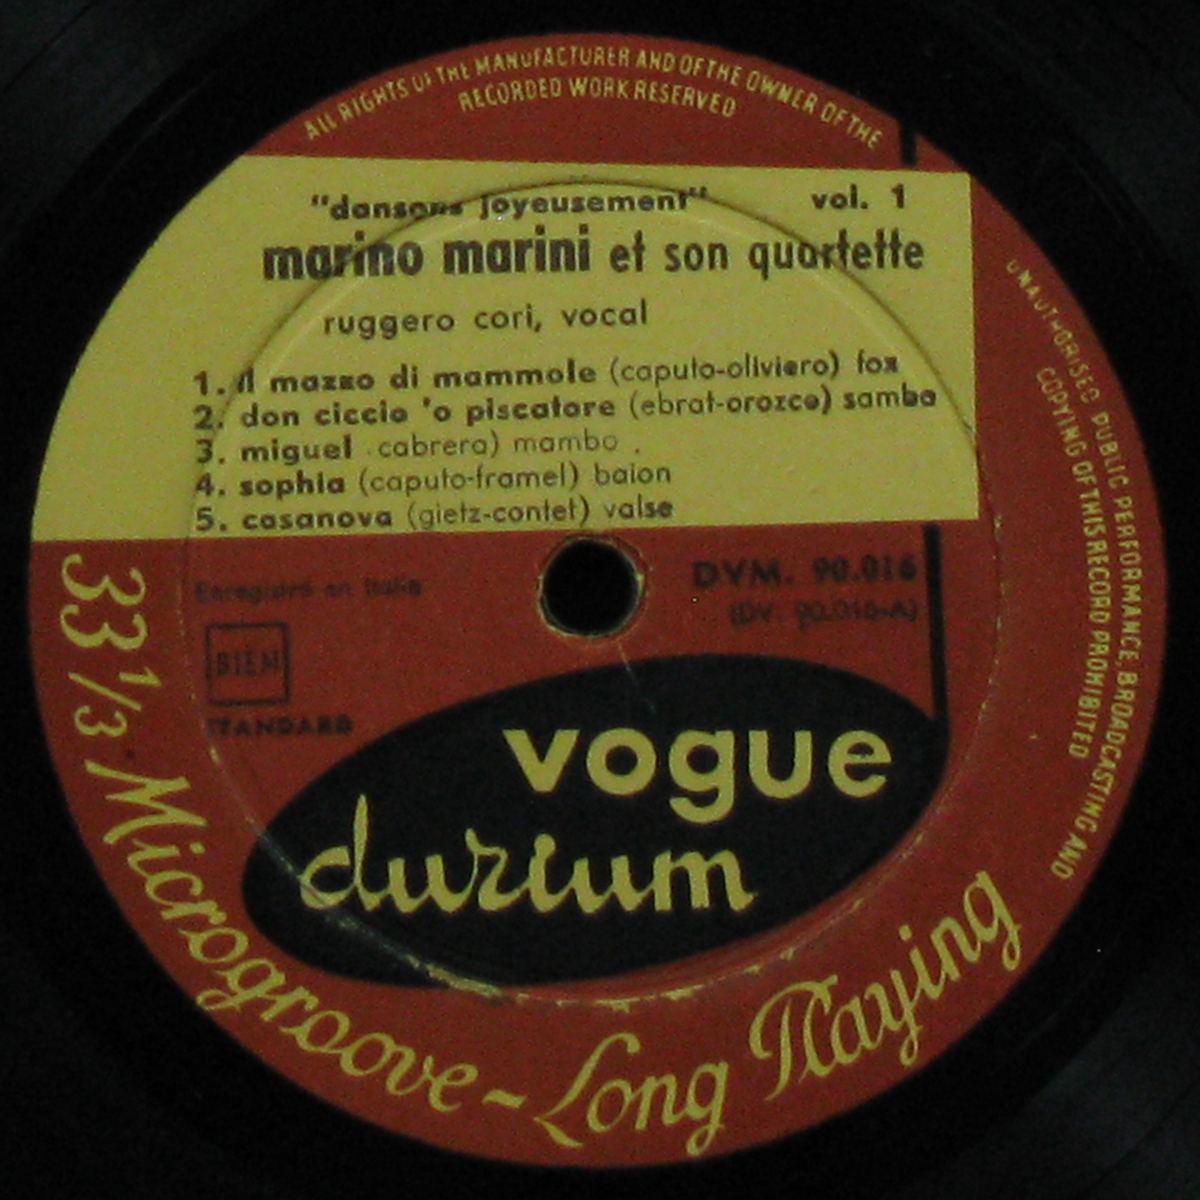 ALL RIGHTS OF THE MANUFACTURER AND OF THE OWNER OF THE
RECORDED WORK RESERVED
"dansons joyeusement" vol. 1
marino marini et son quartette
ruggero cori, vocal
1. il mazzo di mammole (caputo-oliviero) fox
2. don ciccio 'o piscatore (ebrat-orozco) samba
3. miguel (cabrera) mambo
4. sophia (caputo-framel) baion
5. casanova (gietz-contet) valse
Enregistré en Italie
DVM. 90.016
(DV. 90.016-A)
BIEM
STANDARD
vogue
durium
33 1/3 Microgroove - Long Playing
UNAUTHORISED PUBLIC PERFORMANCE, BROADCASTING AND
COPYING OF THIS RECORD PROHIBITED